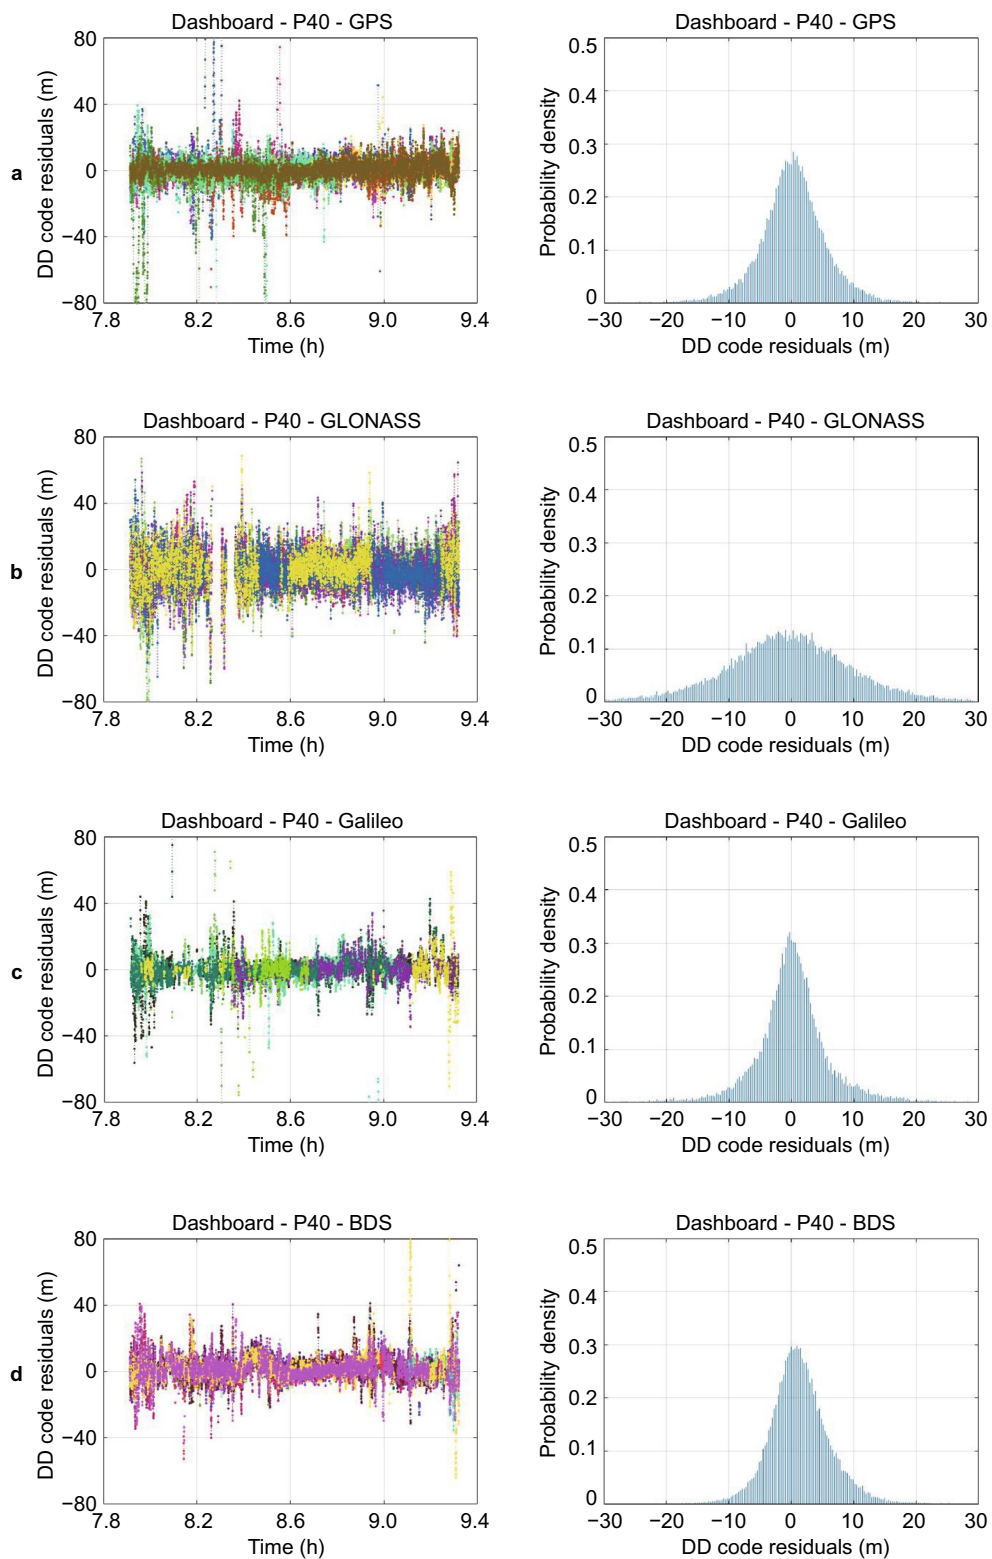 Dashboard - P40 - GPS
80
40
0
−40
−80
DD code residuals (m)
7.8 8.2 8.6 9.0 9.4
Time (h)
a
Dashboard - P40 - GPS
0.5
0.4
0.3
0.2
0.1
0
Probability density
−30 −20 −10 0 10 20 30
DD code residuals (m)
Dashboard - P40 - GLONASS
80
40
0
−40
−80
DD code residuals (m)
7.8 8.2 8.6 9.0 9.4
Time (h)
b
Dashboard - P40 - GLONASS
0.5
0.4
0.3
0.2
0.1
0
Probability density
−30 −20 −10 0 10 20 30
DD code residuals (m)
Dashboard - P40 - Galileo
80
40
0
−40
−80
DD code residuals (m)
7.8 8.2 8.6 9.0 9.4
Time (h)
c
Dashboard - P40 - Galileo
0.5
0.4
0.3
0.2
0.1
0
Probability density
−30 −20 −10 0 10 20 30
DD code residuals (m)
Dashboard - P40 - BDS
80
40
0
−40
−80
DD code residuals (m)
7.8 8.2 8.6 9.0 9.4
Time (h)
d
Dashboard - P40 - BDS
0.5
0.4
0.3
0.2
0.1
0
Probability density
−30 −20 −10 0 10 20 30
DD code residuals (m)